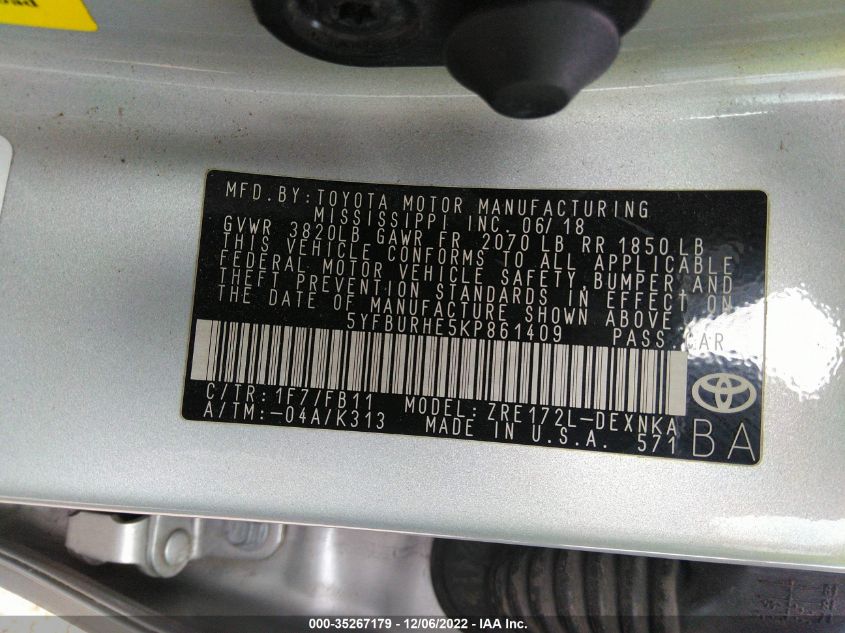 oad
MFD.BY:TOYOTA MOTOR MANUFACTURING
MISSISSIPPI INC. 06/18
GVWR 3820LB GAWR FR 2070 LB RR 1850 LB
THIS VEHICLE CONFORMS TO ALL APPLICABLE
FEDERAL MOTOR VEHICLE SAFETY,BUMPER AND
THEFT PREVENTION STANDARDS IN EFFECT ON
THE DATE OF MANUFACTURE SHOWN ABOVE.
5YFBURHE5KP861409 PASS CAR
C/TR:1F7/FB11 MODEL:ZRE172L-DEXNKA
A/TM:-04A/K313 MADE IN U.S.A. 571
BA
000-35267179 - 12/06/2022 - IAA Inc.